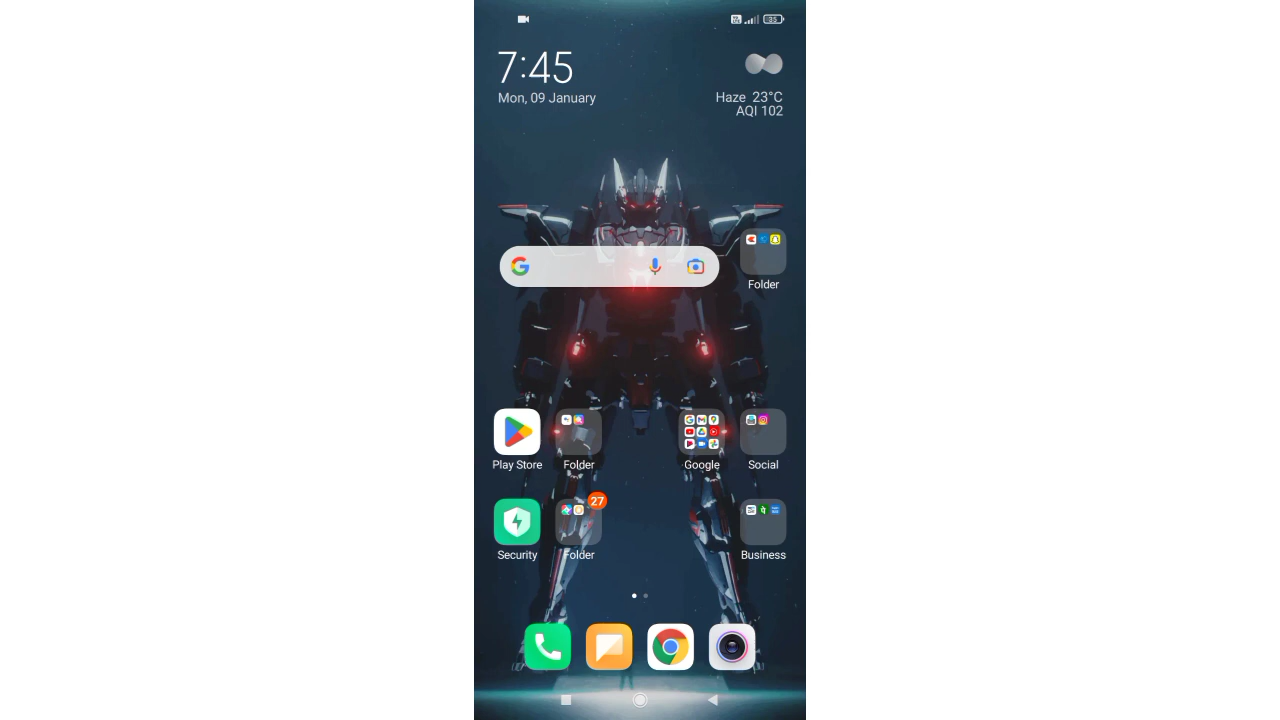 35
7:45
Mon, 09 January
Haze 23°C
AQI 102
Folder
Play Store
Folder
Google
Social
27
Security
Folder
Business